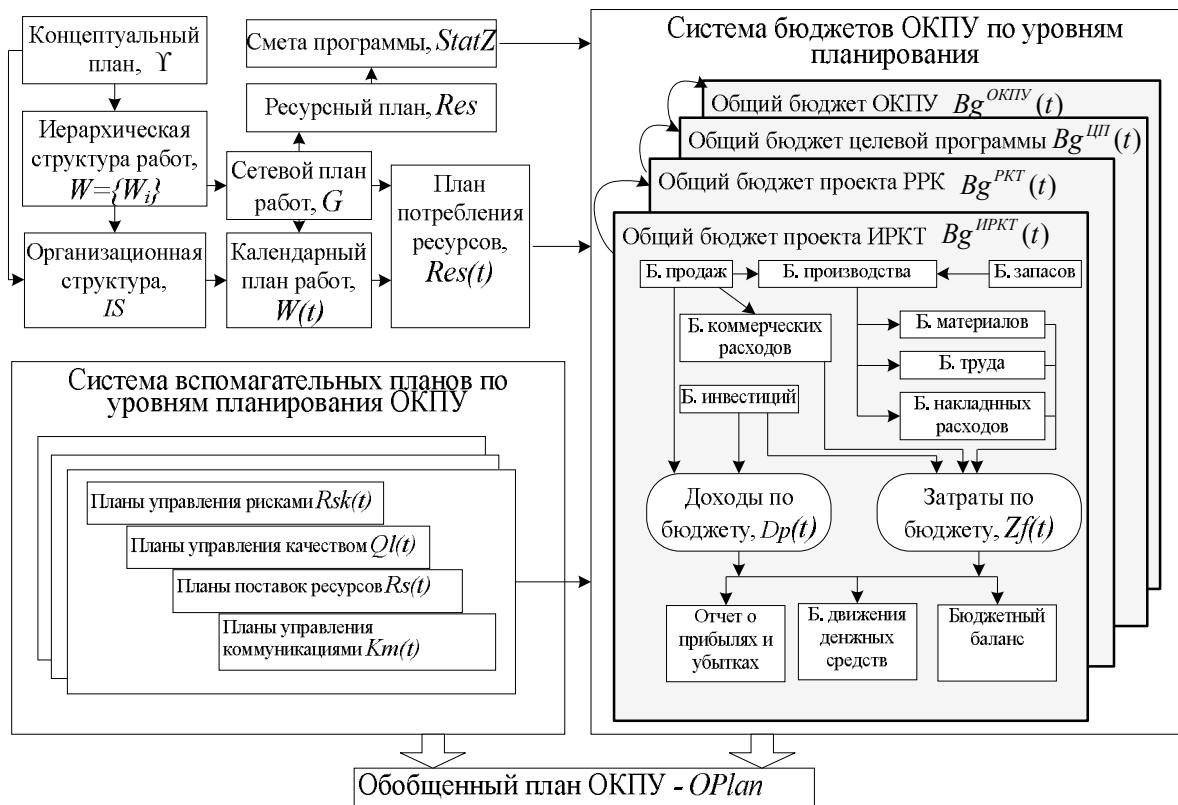 Концептуальный
план, ϒ
Иерархическая
структура работ,
W={W_i}
Организационная
структура,
IS
Смета программы, StatZ
Ресурсный план, Res
Сетевой план
работ, G
Календарный
план работ,
W(t)
План
потребления
ресурсов,
Res(t)
Система вспомагательных планов по
уровням планирования ОКПУ
Планы управления рисками Rsk(t)
Планы управления качеством Ql(t)
Планы поставок ресурсов Rs(t)
Планы управления
коммуникациями Km(t)
Система бюджетов ОКПУ по уровням
планирования
Общий бюджет ОКПУ Bg^ОКПУ(t)
Общий бюджет целевой программы Bg^ЦП(t)
Общий бюджет проекта РРК Bg^РКТ(t)
Общий бюджет проекта ИРКТ Bg^ИРКТ(t)
Б. продаж
Б. производства
Б. запасов
Б. коммерческих
расходов
Б. материалов
Б. труда
Б. инвестиций
Б. накладнных
расходов
Доходы по
бюджету, Dp(t)
Затраты по
бюджету, Zf(t)
Отчет о
прибылях и
убытках
Б. движения
денжных
средств
Бюджетный
баланс
Обобщенный план ОКПУ - OPlan